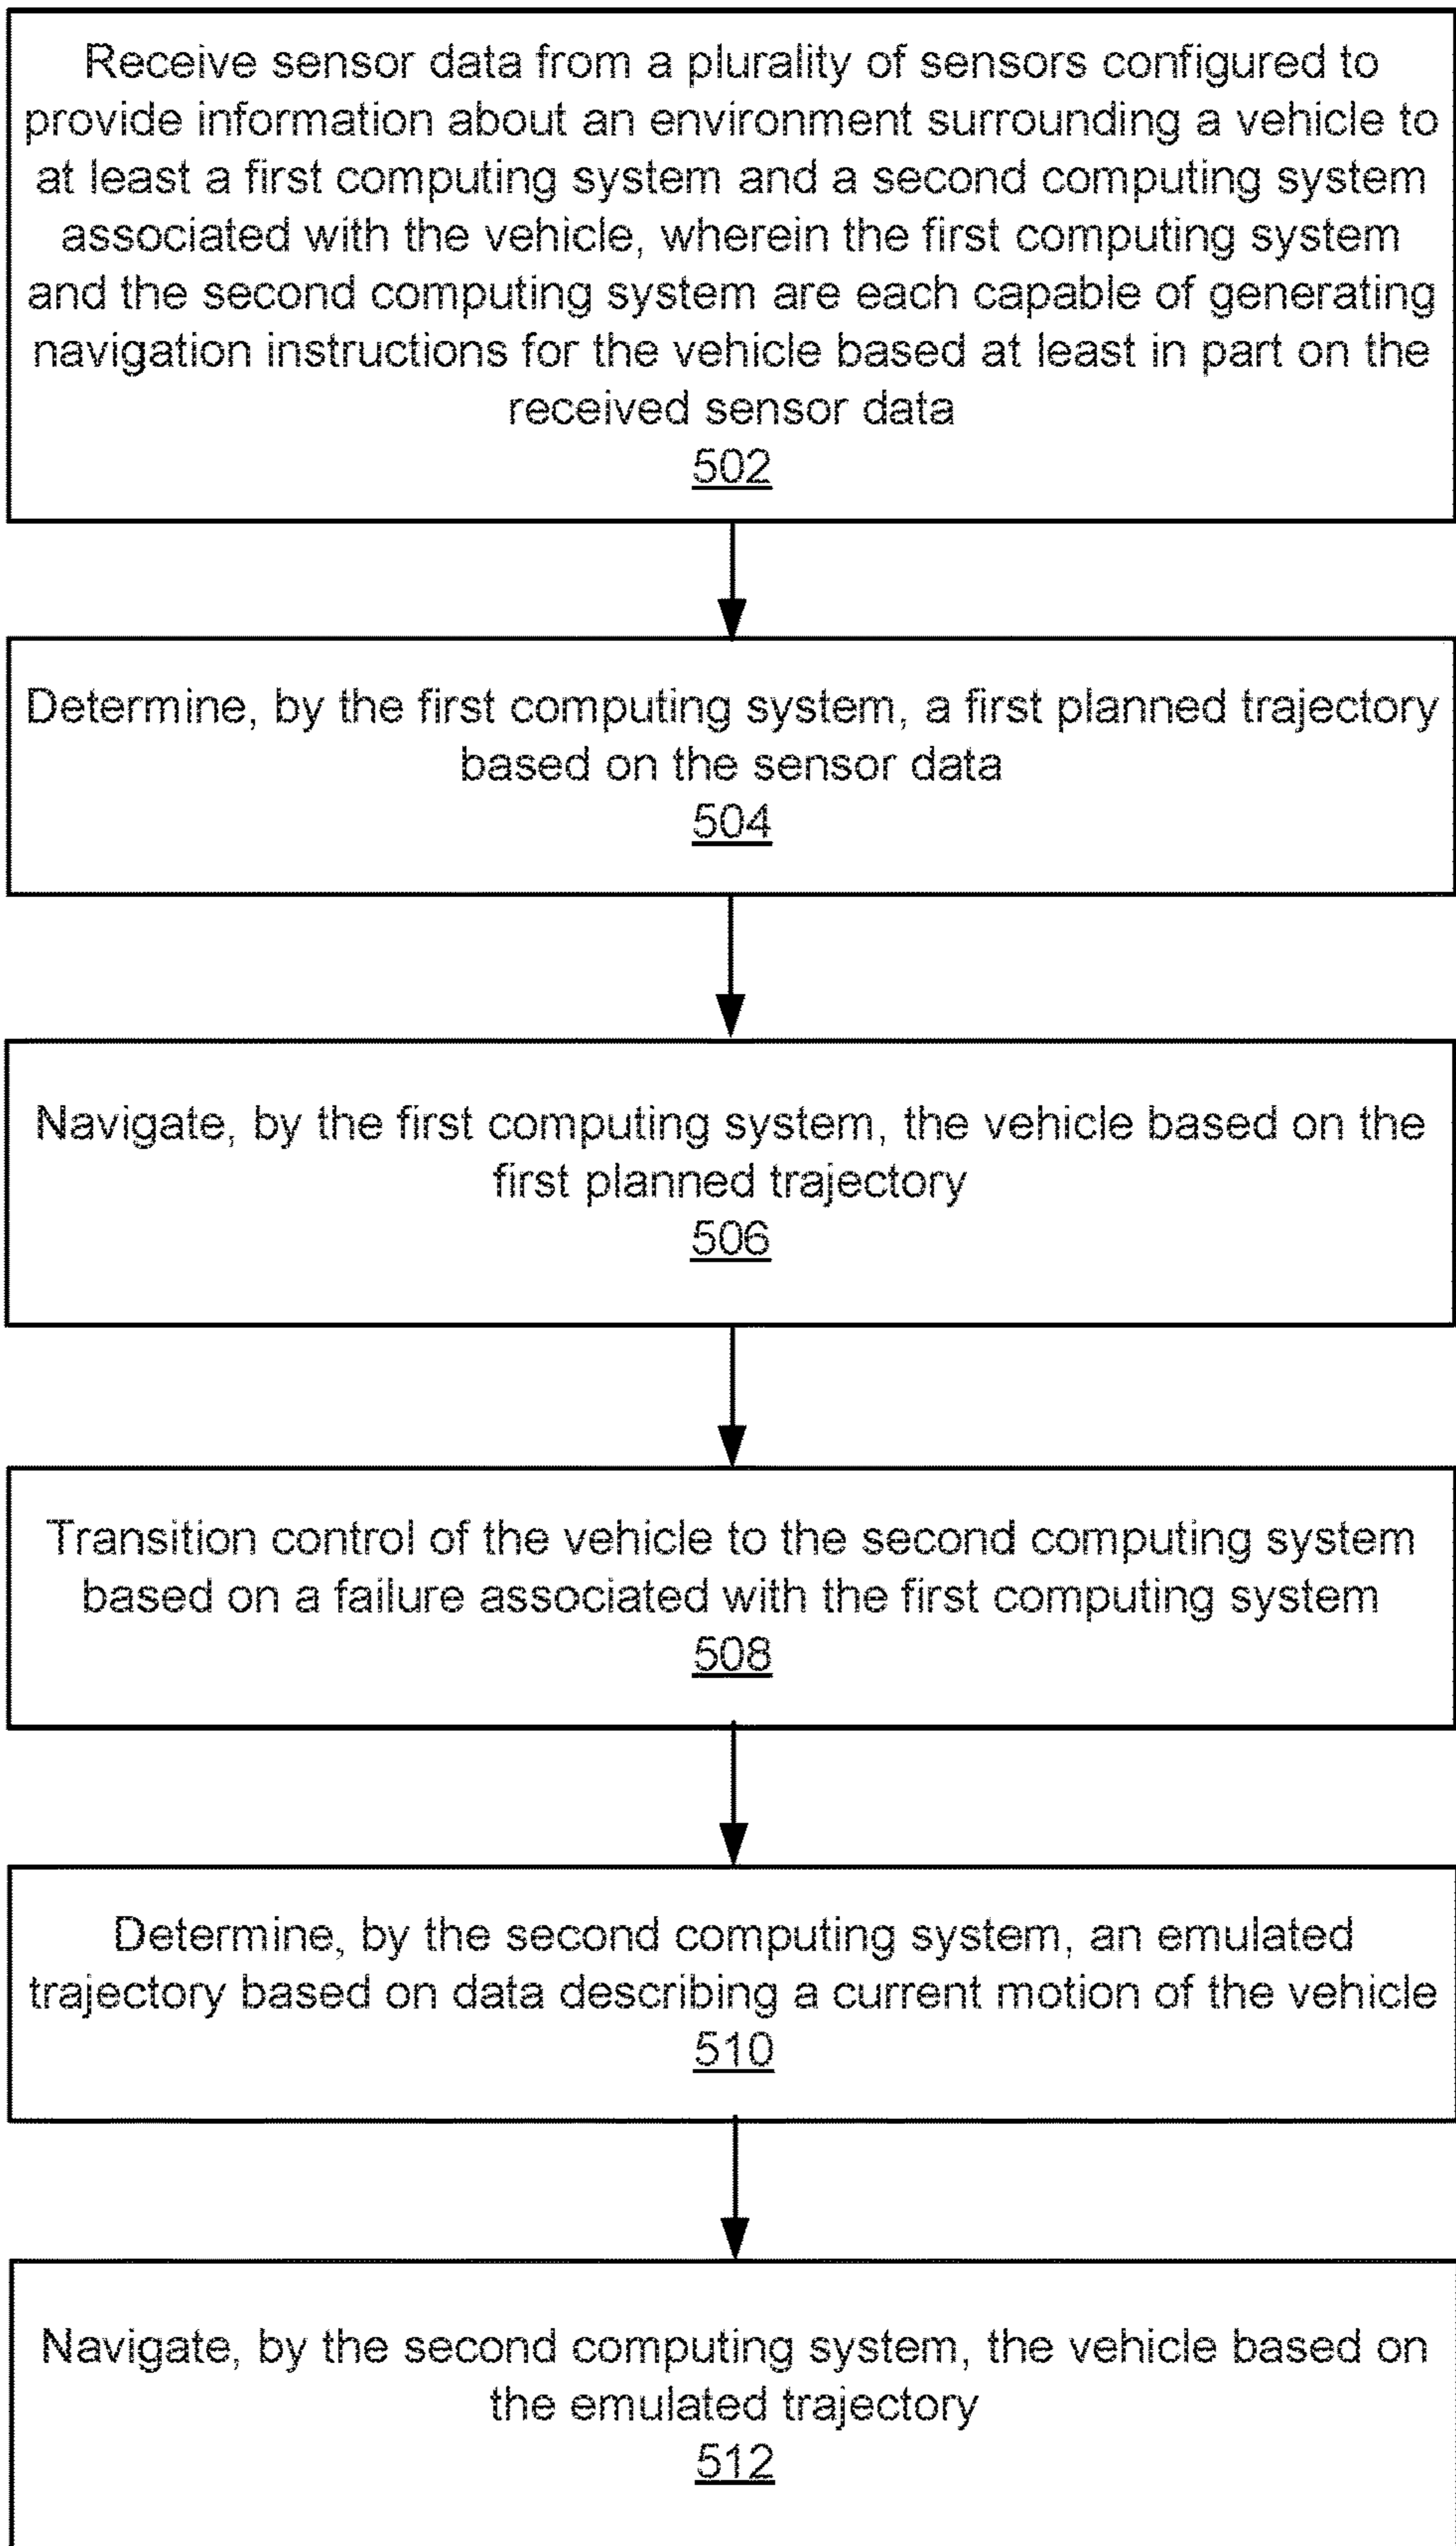 Receive sensor data from a plurality of sensors configured to
provide information about an environment surrounding a vehicle to
at least a first computing system and a second computing system
associated with the vehicle, wherein the first computing system
and the second computing system are each capable of generating
navigation instructions for the vehicle based at least in part on the
received sensor data
502
Determine, by the first computing system, a first planned trajectory
based on the sensor data
504
Navigate, by the first computing system, the vehicle based on the
first planned trajectory
506
Transition control of the vehicle to the second computing system
based on a failure associated with the first computing system
508
Determine, by the second computing system, an emulated
trajectory based on data describing a current motion of the vehicle
510
Navigate, by the second computing system, the vehicle based on
the emulated trajectory
512